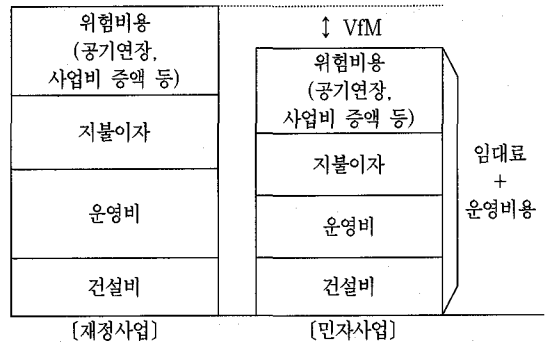 위험비용
(공기연장,
사업비 증액 등)
지불이자
운영비
건설비
[재정사업]
↕ VfM
위험비용
(공기연장,
사업비 증액 등)
지불이자
운영비
건설비
[민자사업]
임대료
+
운영비용